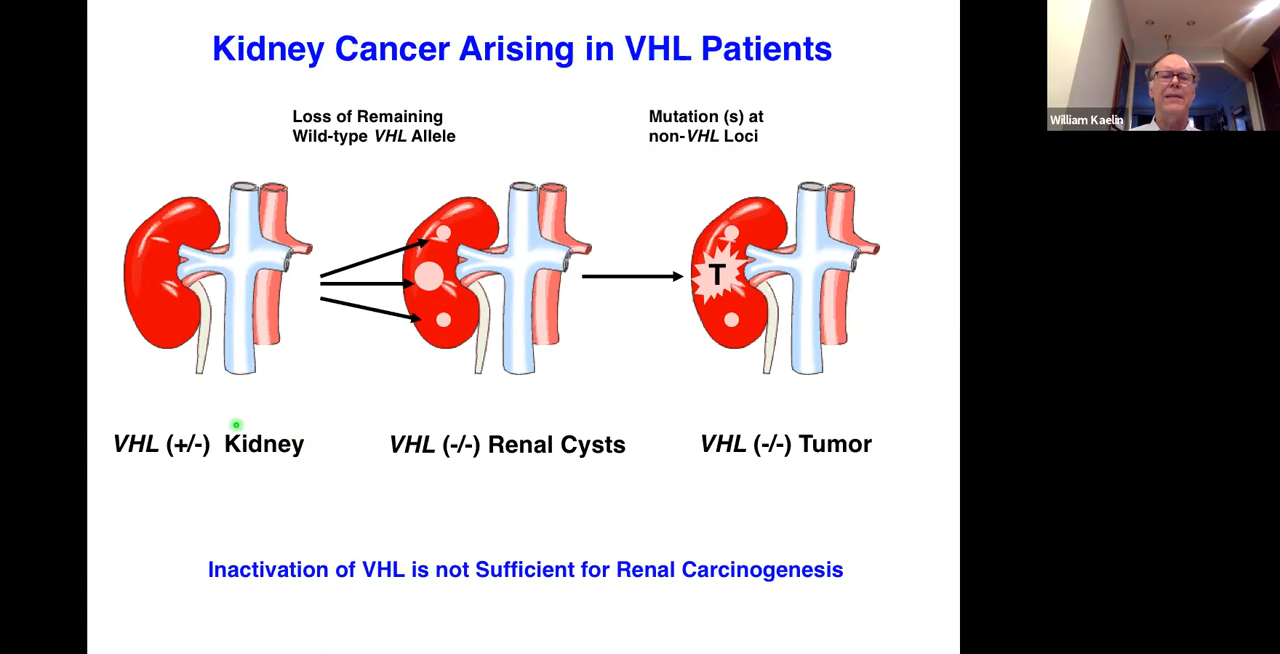 Kidney Cancer Arising in VHL Patients
Loss of Remaining
Wild-type VHL Allele
Mutation (s) at
non-VHL Loci
T
VHL (+/-) Kidney
VHL (-/-) Renal Cysts
VHL (-/-) Tumor
Inactivation of VHL is not Sufficient for Renal Carcinogenesis
William Kaelin